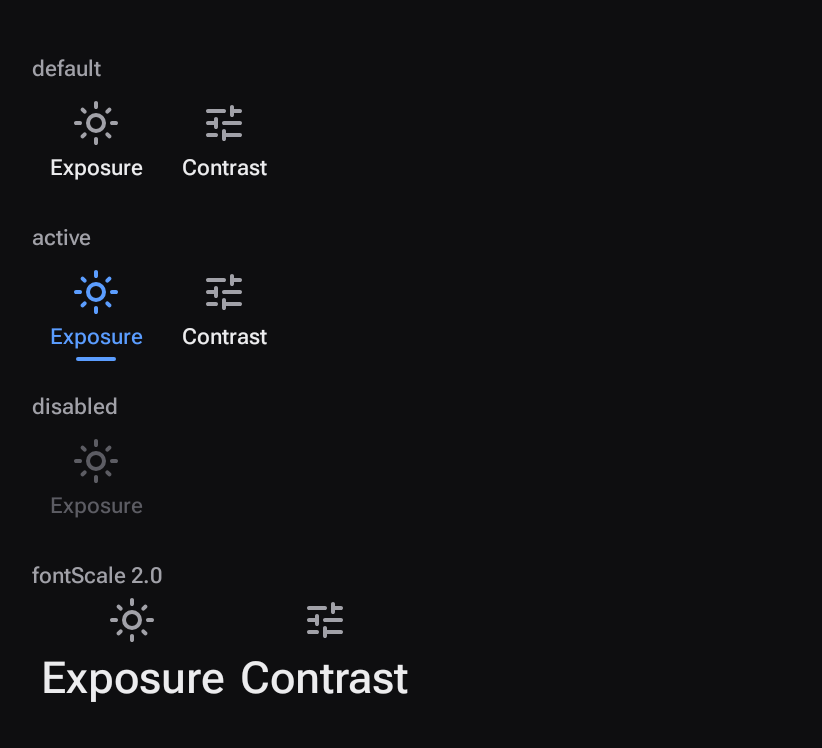 default
Exposure Contrast
active
Exposure Contrast
disabled
Exposure
fontScale 2.0
Exposure Contrast